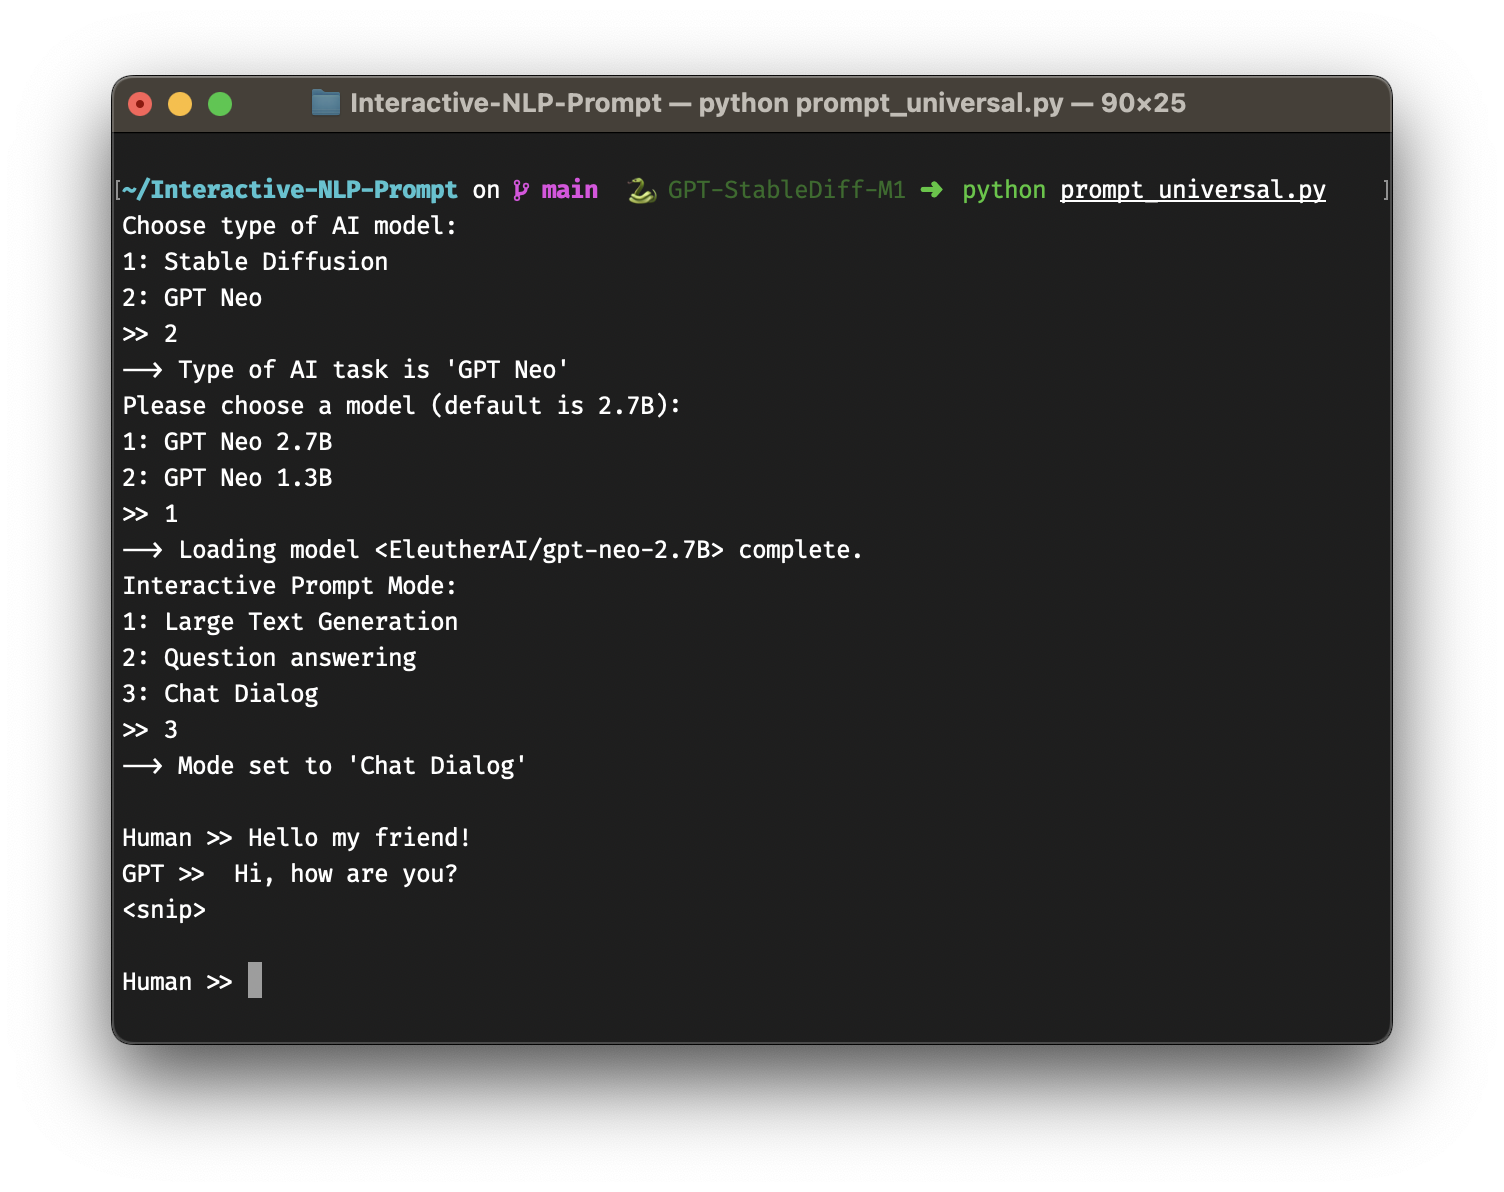 Interactive-NLP-Prompt — python prompt_universal.py — 90×25
[~/Interactive-NLP-Prompt on main 🐍 GPT-StableDiff-M1 ➜ python prompt_universal.py ]
Choose type of AI model:
1: Stable Diffusion
2: GPT Neo
>> 2
--> Type of AI task is 'GPT Neo'
Please choose a model (default is 2.7B):
1: GPT Neo 2.7B
2: GPT Neo 1.3B
>> 1
--> Loading model <EleutherAI/gpt-neo-2.7B> complete.
Interactive Prompt Mode:
1: Large Text Generation
2: Question answering
3: Chat Dialog
>> 3
--> Mode set to 'Chat Dialog'
Human >> Hello my friend!
GPT >>  Hi, how are you?
<snip>
Human >>